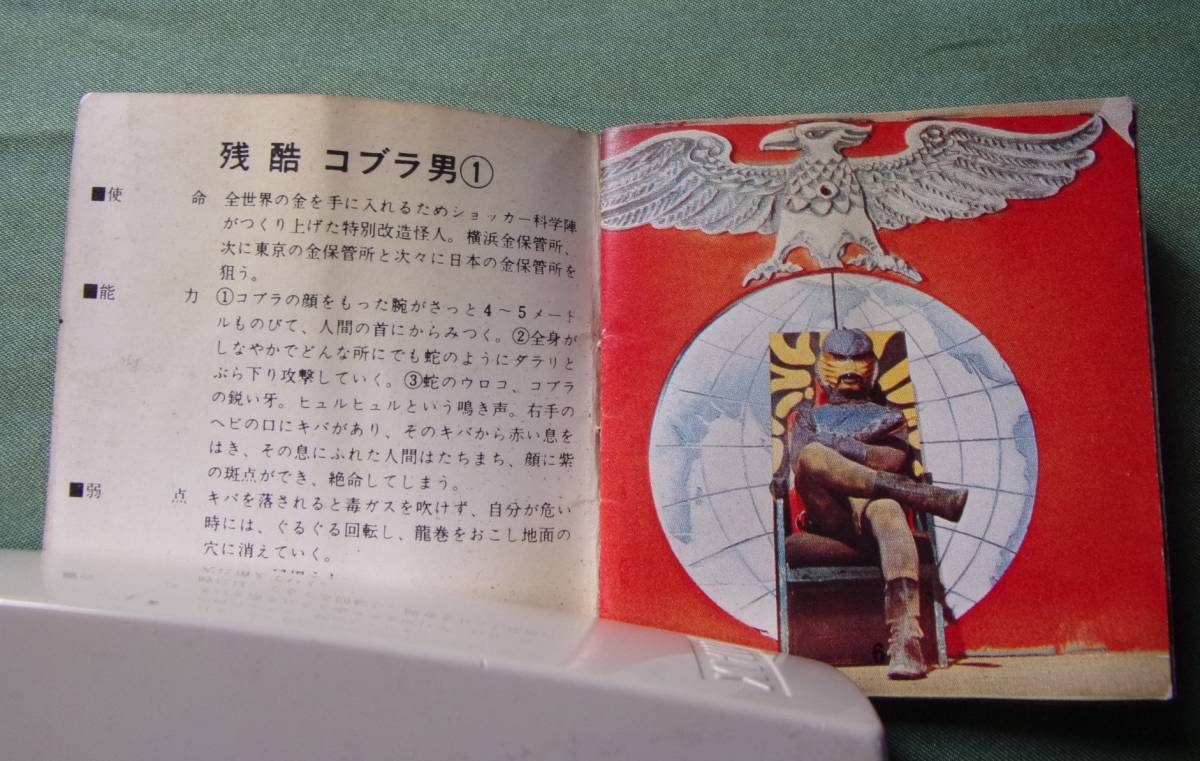 残酷 コブラ男①
■使命 全世界の金を手に入れるためショッカー科学陣
がつくり上げた特別改造怪人。横浜金保管所、
次に東京の金保管所と次々に日本の金保管所を
狙う。
■能力 ①コブラの顔をもった腕がさっと4～5メート
ルものびて、人間の首にからみつく。②全身が
しなやかでどんな所にでも蛇のようにダラリと
ぶら下り攻撃していく。③蛇のウロコ、コブラ
の鋭い牙。ヒュルヒュルという鳴き声。右手の
ヘビの口にキバがあり、そのキバから赤い息を
はき、その息にふれた人間はたちまち、顔に紫
の斑点ができ、絶命してしまう。
■弱点 キバを落されると毒ガスを吹けず、自分が危い
時には、ぐるぐる回転し、龍巻をおこし地面の
穴に消えていく。
6